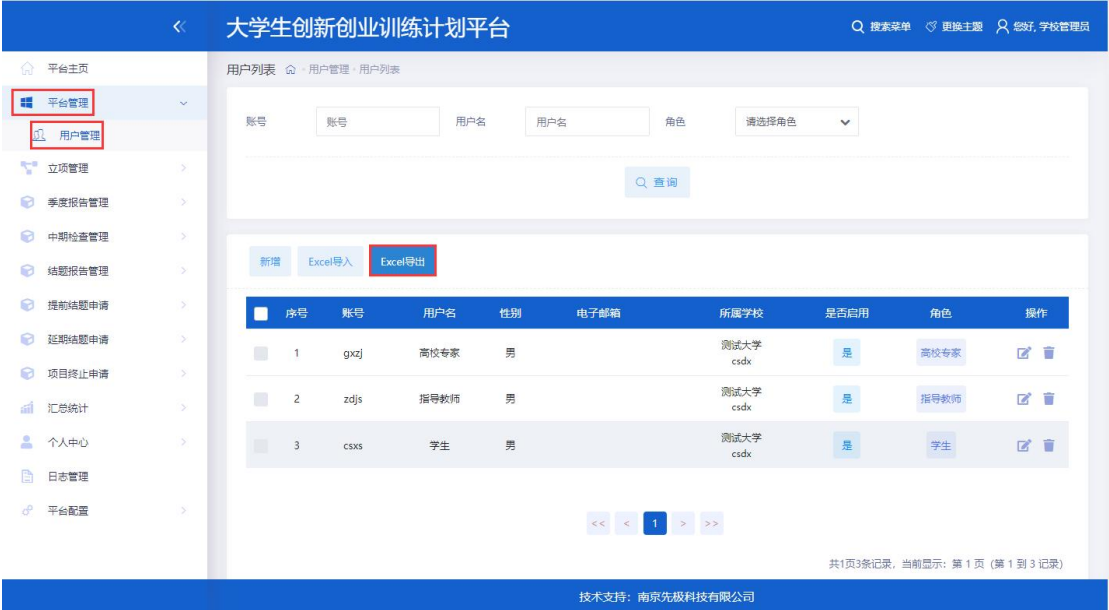 大学生创新创业训练计划平台
搜索菜单 更换主题 您好, 学校管理员
平台主页
平台管理
用户管理
立项管理
季度报告管理
中期检查管理
结题报告管理
提前结题申请
延期结题申请
项目终止申请
汇总统计
个人中心
日志管理
平台配置
用户列表 - 用户管理 - 用户列表
账号 账号 用户名 用户名 角色 请选择角色
查询
新增 Excel导入 Excel导出
序号 账号 用户名 性别 电子邮箱 所属学校 是否启用 角色 操作
1 gxzj 高校专家 男 测试大学 是 高校专家
csdx
2 zdjs 指导教师 男 测试大学 是 指导教师
csdx
3 csxs 学生 男 测试大学 是 学生
csdx
<< < 1 > >>
共1页3条记录, 当前显示: 第 1 页 (第 1 到 3 记录)
技术支持: 南京先极科技有限公司